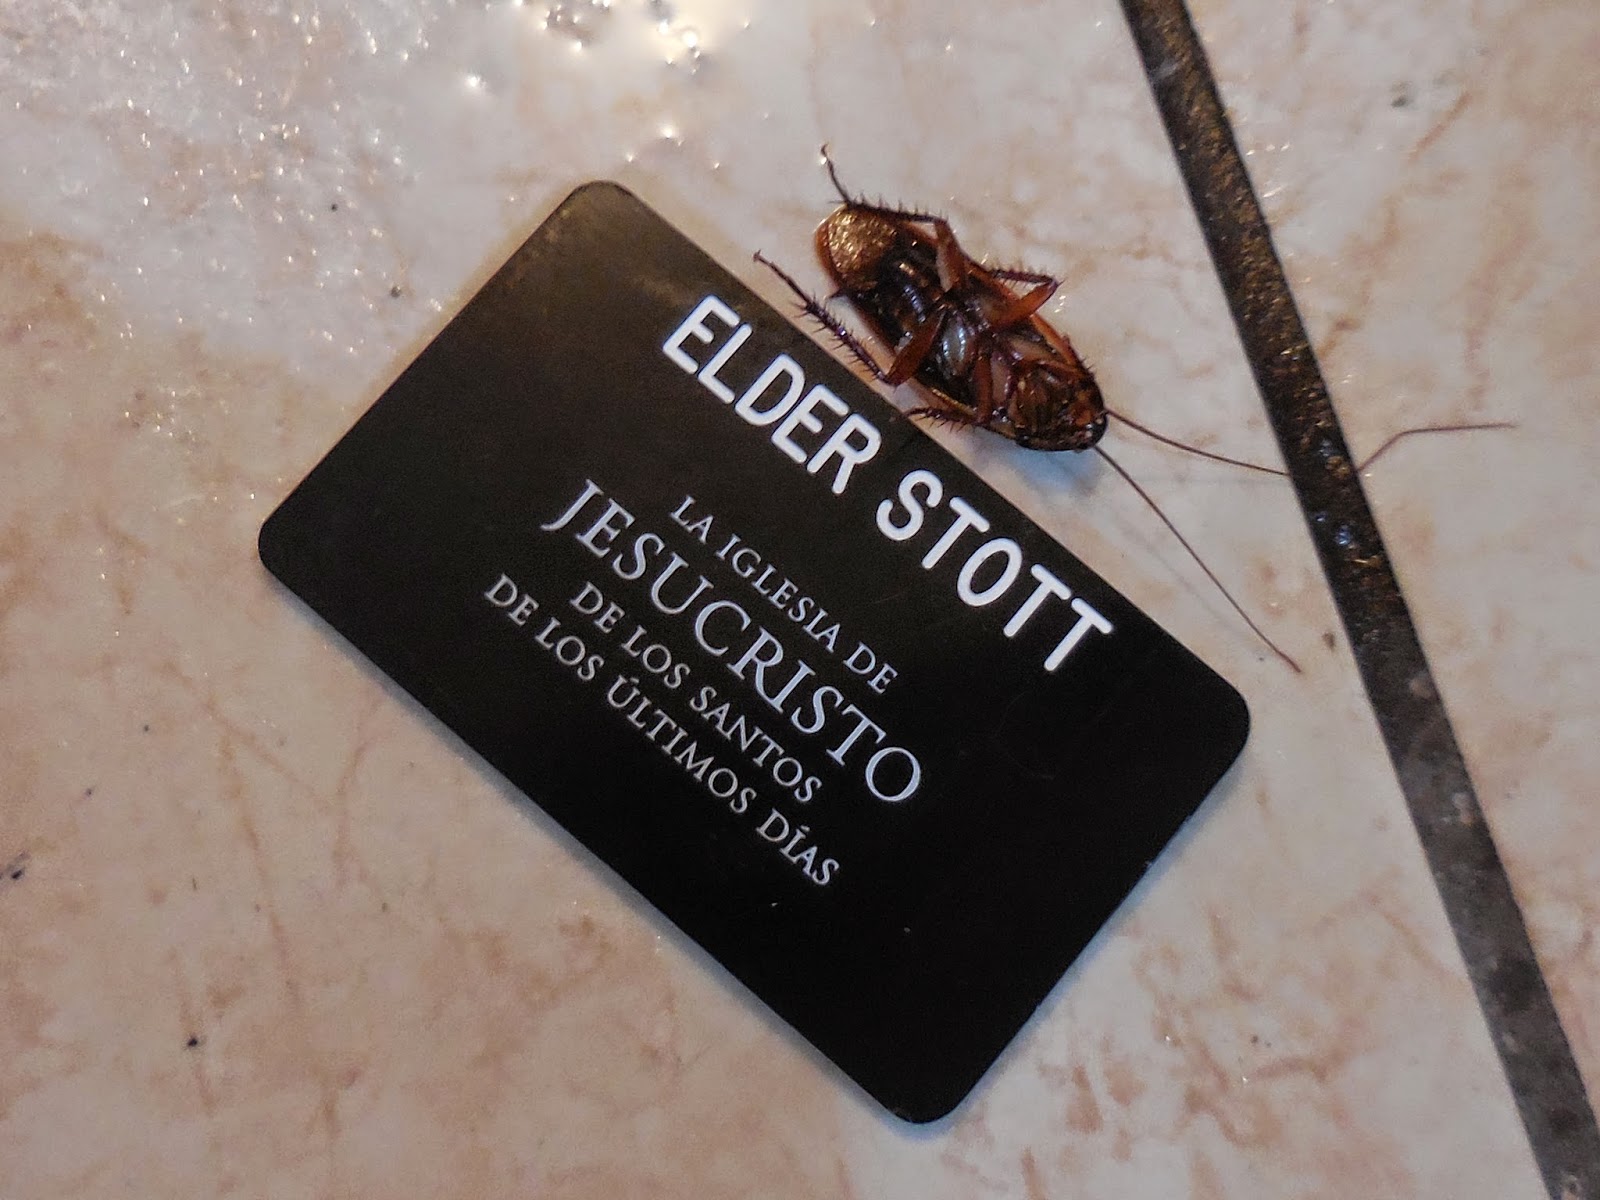 ELDER STOTT
LA IGLESIA DE
JESUCRISTO
DE LOS SANTOS
DE LOS ÚLTIMOS DÍAS